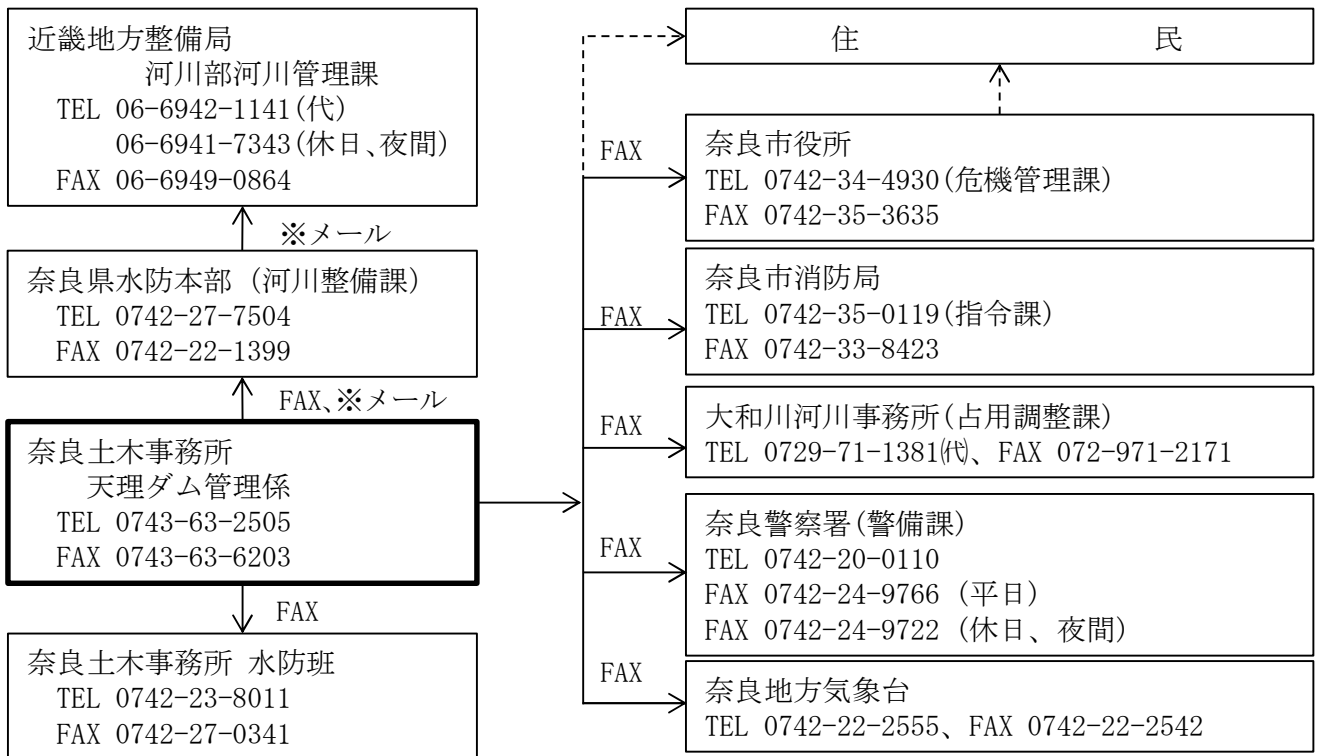 近畿地方整備局
河川部河川管理課
TEL 06-6942-1141(代)
06-6941-7343(休日、夜間)
FAX 06-6949-0864
※メール
奈良県水防本部 (河川整備課)
TEL 0742-27-7504
FAX 0742-22-1399
FAX、※メール
奈良土木事務所
天理ダム管理係
TEL 0743-63-2505
FAX 0743-63-6203
FAX
奈良土木事務所 水防班
TEL 0742-23-8011
FAX 0742-27-0341
住 民
FAX
奈良市役所
TEL 0742-34-4930(危機管理課)
FAX 0742-35-3635
FAX
奈良市消防局
TEL 0742-35-0119(指令課)
FAX 0742-33-8423
FAX
大和川河川事務所(占用調整課)
TEL 0729-71-1381㈹、FAX 072-971-2171
FAX
奈良警察署(警備課)
TEL 0742-20-0110
FAX 0742-24-9766 (平日)
FAX 0742-24-9722 (休日、夜間)
FAX
奈良地方気象台
TEL 0742-22-2555、FAX 0742-22-2542